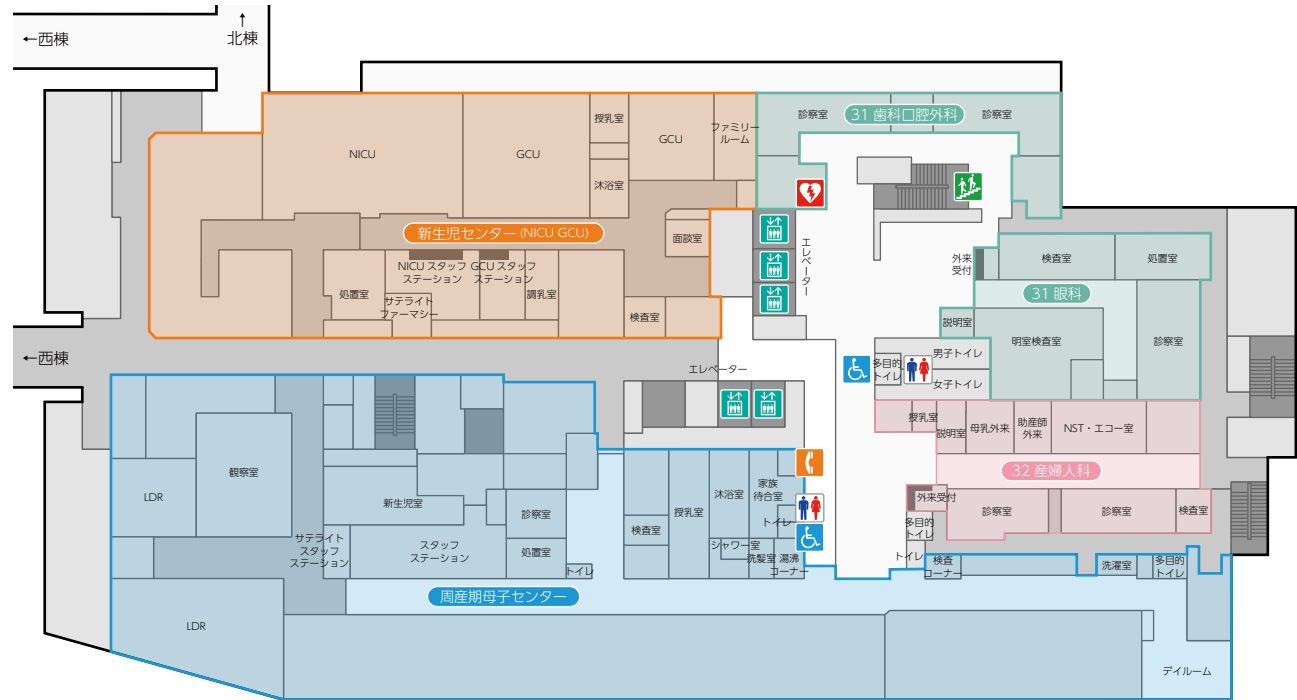 ←西棟
↑
北棟
診察室
31 歯科口腔外科
診察室
授乳室
ファミリー
ルーム
NICU
GCU
GCU
沐浴室
新生児センター (NICU GCU)
面談室
エレベーター
外来
受付
検査室
処置室
NICU スタッフ
ステーション
GCU スタッフ
ステーション
処置室
サテライト
ファーマシー
調乳室
検査室
31 眼科
説明室
明室検査室
診察室
←西棟
男子トイレ
多目的
トイレ
女子トイレ
エレベーター
授乳室
説明室
母乳外来
助産師
外来
NST・エコー室
32 産婦人科
観察室
LDR
新生児室
診察室
沐浴室
家族
待合室
授乳室
トイレ
検査室
外来受付
診察室
診察室
検査室
多目的
トイレ
サテライト
スタッフ
ステーション
スタッフ
ステーション
処置室
シャワー室
洗髪室
湯沸
コーナー
トイレ
トイレ
検査
コーナー
洗濯室
多目的
トイレ
周産期母子センター
LDR
デイルーム